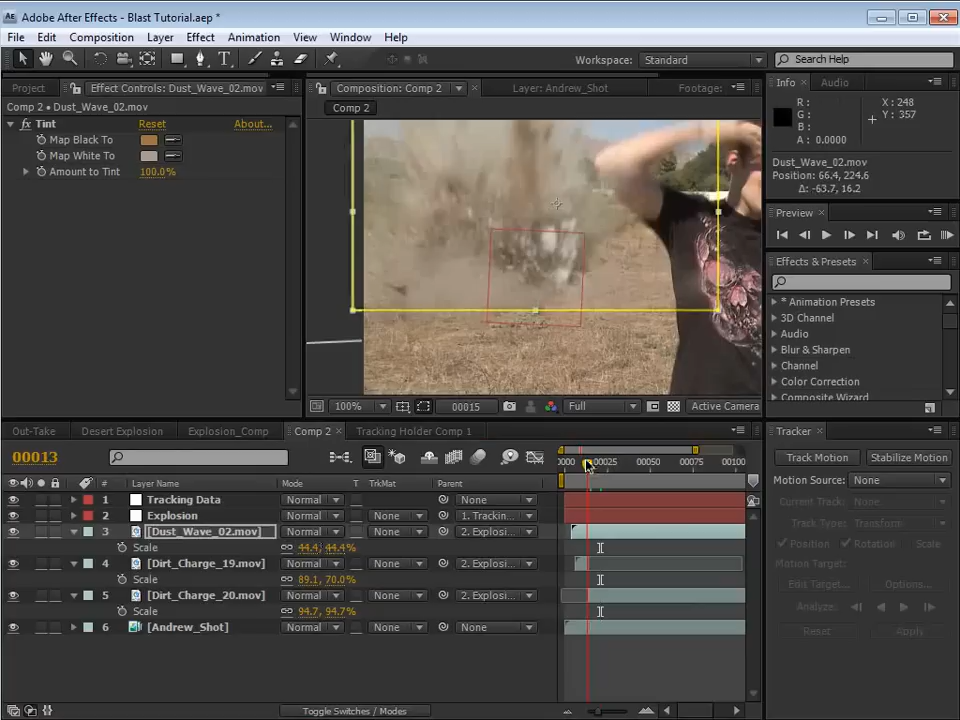 Adobe After Effects - Blast Tutorial.aep *
File Edit Composition Layer Effect Animation View Window Help
Workspace: Standard Search Help
Project Effect Controls: Dust_Wave_02.mov Composition: Comp 2 Layer: Andrew_Shot Footage: Info Audio
Comp 2 • Dust_Wave_02.mov Comp 2
fx Tint Reset About...
Map Black To
Map White To
Amount to Tint 100.0%
R :
G :
B :
A : 0.0000
X : 248
Y : 357
Dust_Wave_02.mov
Position: 66.4, 224.6
Δ: -63.7, 16.2
Preview
Effects & Presets
* Animation Presets
3D Channel
Audio
Blur & Sharpen
Channel
Color Correction
Composite Wizard
100% 00015 Full Active Camera
Out-Take Desert Explosion Explosion_Comp Comp 2 Tracking Holder Comp 1
00013
0000 00025 00050 00075 00100
# Layer Name Mode T TrkMat Parent
1 Tracking Data Normal None
2 Explosion Normal None 1. Trackin...
3 [Dust_Wave_02.mov] Normal None 2. Explosi...
Scale 44.4, 44.4%
4 [Dirt_Charge_19.mov] Normal None 2. Explosi...
Scale 89.1, 70.0%
5 [Dirt_Charge_20.mov] Normal None 2. Explosi...
Scale 94.7, 94.7%
6 [Andrew_Shot] Normal None None
Toggle Switches / Modes
Tracker
Track Motion Stabilize Motion
Motion Source: None
Current Track: None
Track Type: Transform
Position Rotation Scale
Motion Target:
Edit Target... Options...
Analyze:
Reset Apply